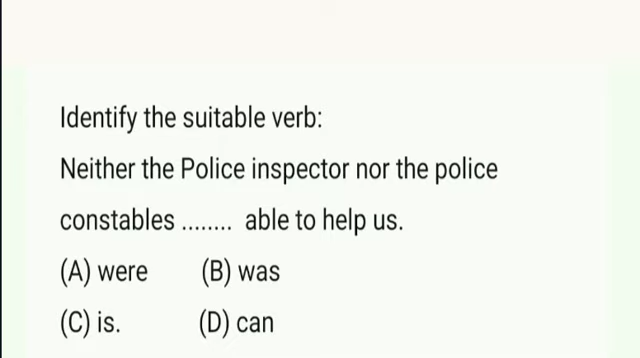 Identify the suitable verb:
Neither the Police inspector nor the police
constables ........ able to help us.
(A) were (B) was
(C) is. (D) can